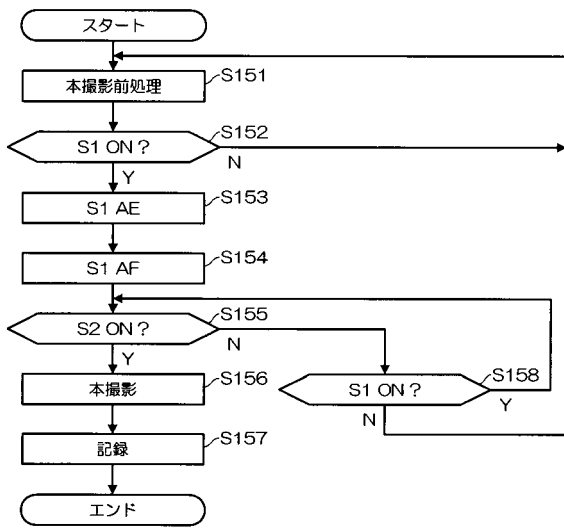 スタート
本撮影前処理
S151
S1 ON ?
S152
N
Y
S1 AE
S153
S1 AF
S154
S2 ON ?
S155
N
Y
本撮影
S156
S1 ON ?
S158
Y
N
記録
S157
エンド